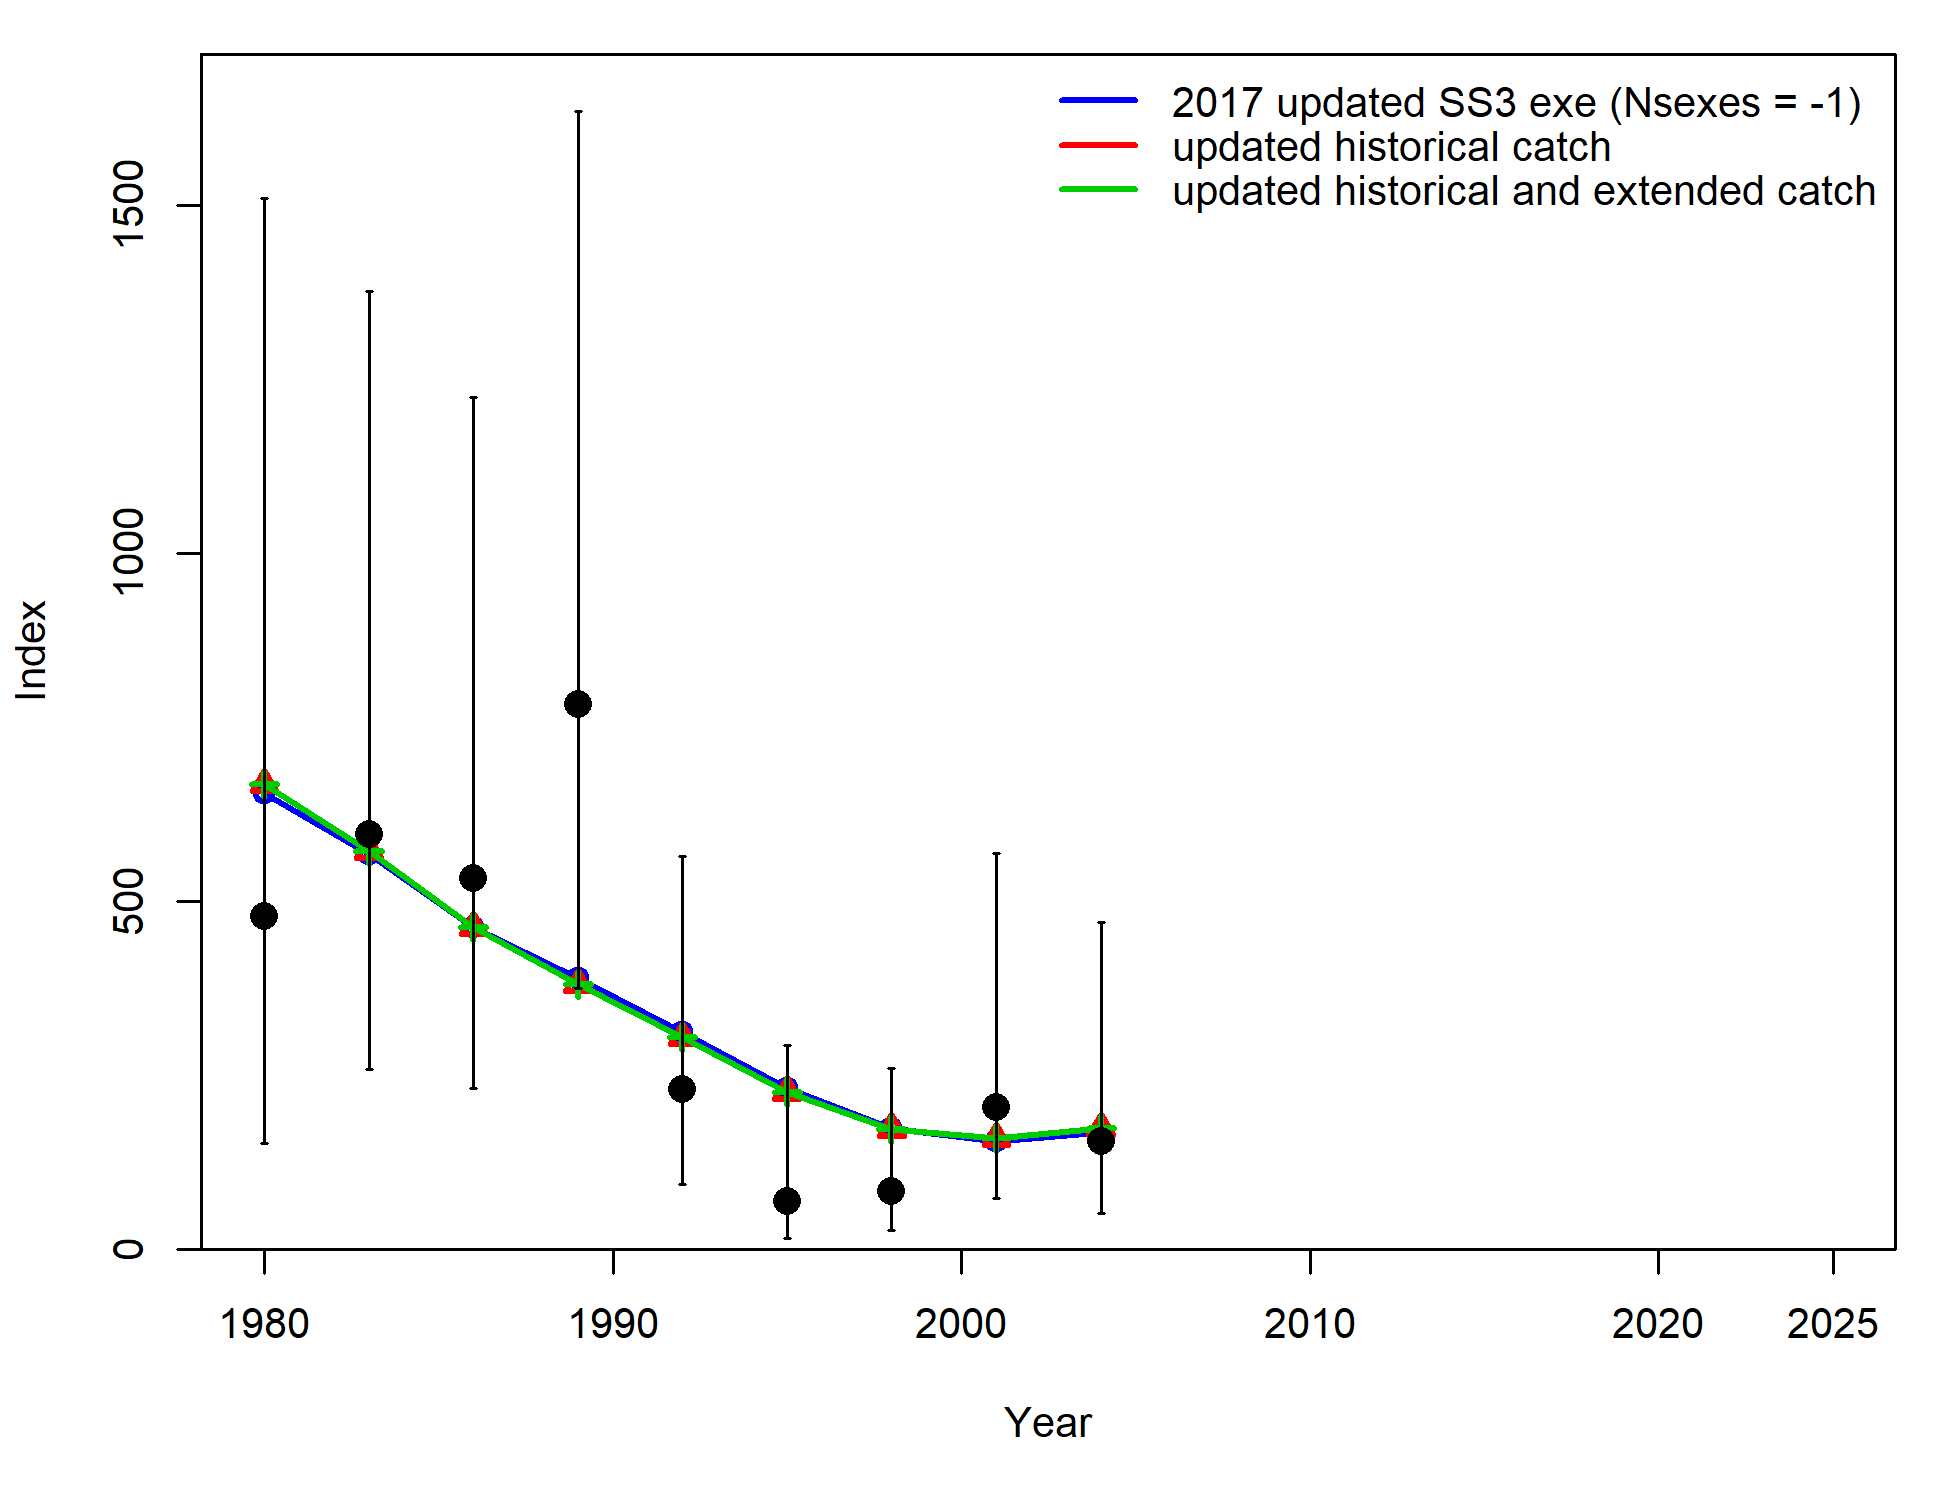 2017 updated SS3 exe (Nsexes = -1)
updated historical catch
updated historical and extended catch
1500
1000
500
0
Index
1980 1990 2000 2010 2020 2025
Year